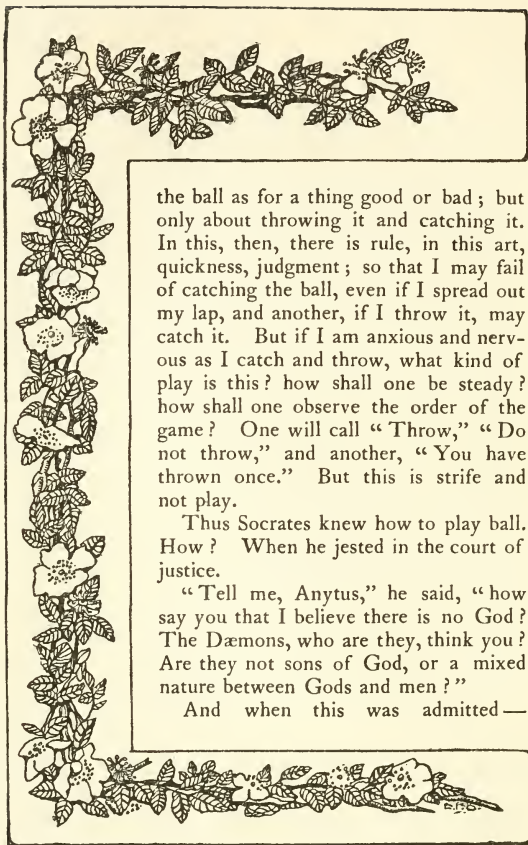 the ball as for a thing good or bad ; but
only about throwing it and catching it.
In this, then, there is rule, in this art,
quickness, judgment ; so that I may fail
of catching the ball, even if I spread out
my lap, and another, if I throw it, may
catch it. But if I am anxious and nerv-
ous as I catch and throw, what kind of
play is this ? how shall one be steady ?
how shall one observe the order of the
game ? One will call “ Throw,” “ Do
not throw,” and another, “ You have
thrown once.” But this is strife and
not play.
Thus Socrates knew how to play ball.
How ? When he jested in the court of
justice.
“ Tell me, Anytus,” he said, “ how
say you that I believe there is no God ?
The Dæmons, who are they, think you ?
Are they not sons of God, or a mixed
nature between Gods and men ? ”
And when this was admitted —